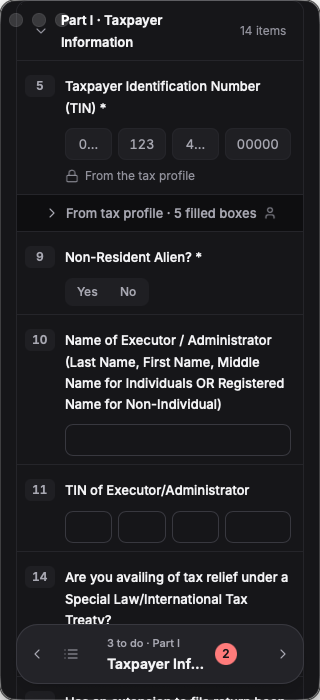 Part I · Taxpayer
Information
14 items
5
Taxpayer Identification Number
(TIN) *
0...
123
4...
00000
From the tax profile
From tax profile · 5 filled boxes
9
Non-Resident Alien? *
Yes
No
10
Name of Executor / Administrator
(Last Name, First Name, Middle
Name for Individuals OR Registered
Name for Non-Individual)
11
TIN of Executor/Administrator
14
Are you availing of tax relief under a
Special Law/International Tax
Treaty?
3 to do · Part I
Taxpayer Inf...
2